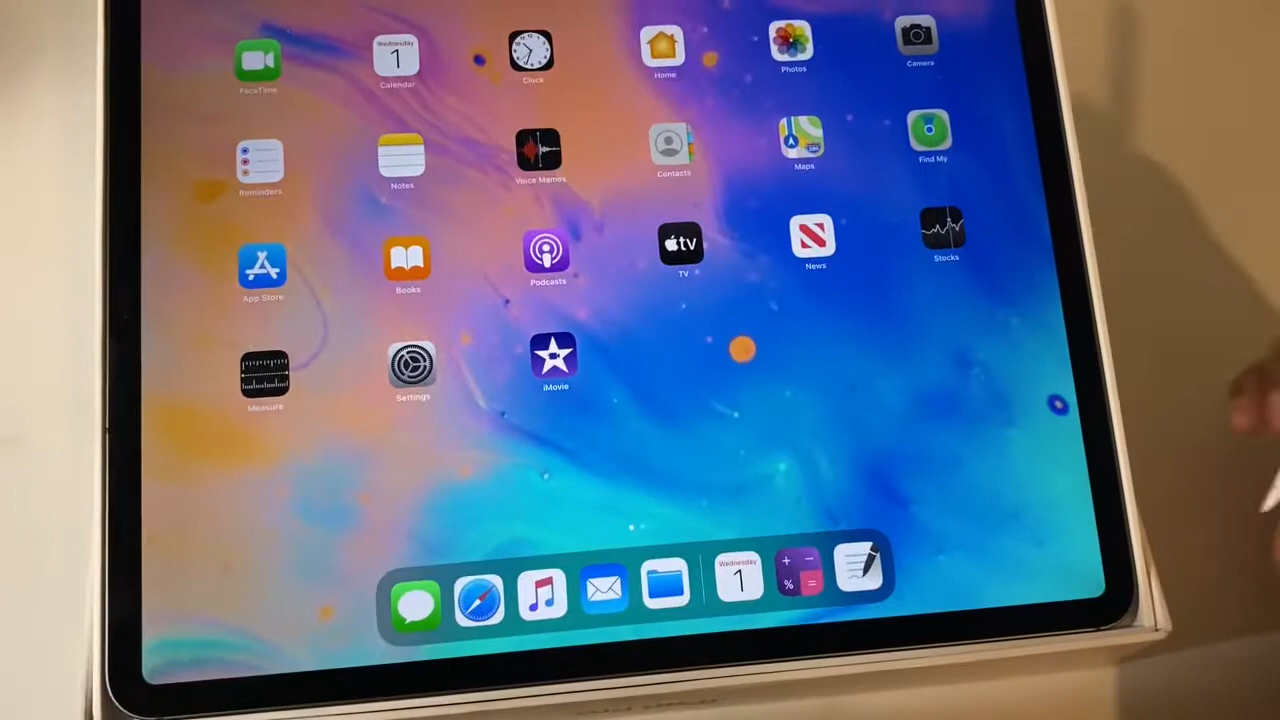 FaceTime
Wednesday
1
Calendar
Clock
Home
Photos
Camera
Reminders
Notes
Voice Memos
Contacts
280
Maps
Find My
App Store
Books
Podcasts
tv
TV
News
Stocks
Measure
Settings
iMovie
Wednesday
1
+ −
% =